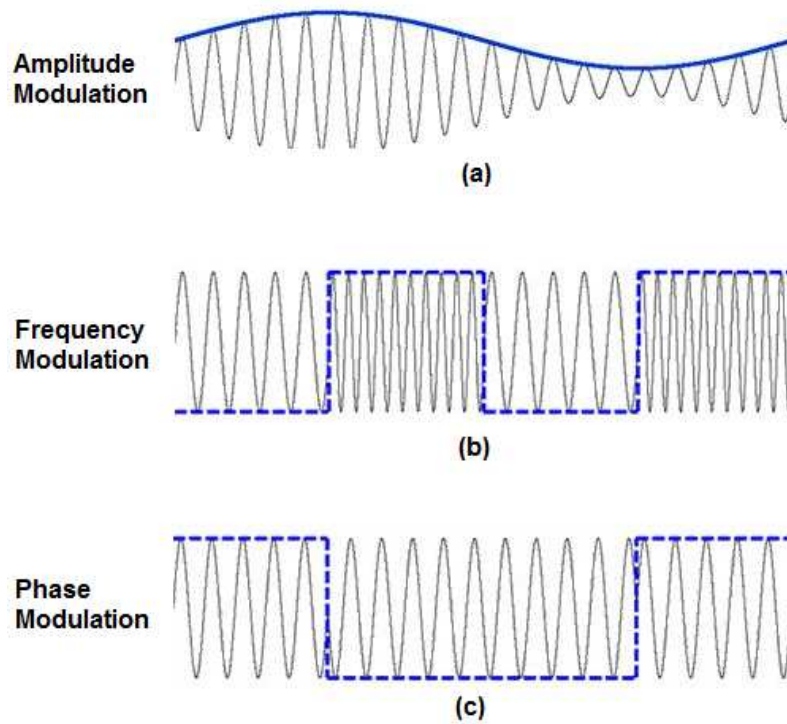 Amplitude
Modulation
(a)
Frequency
Modulation
(b)
Phase
Modulation
(c)